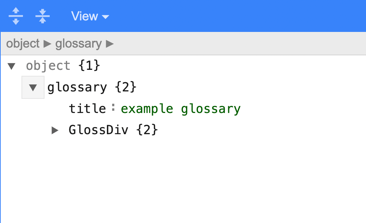 View
object ▶ glossary ▶
object {1}
glossary {2}
title : example glossary
GlossDiv {2}